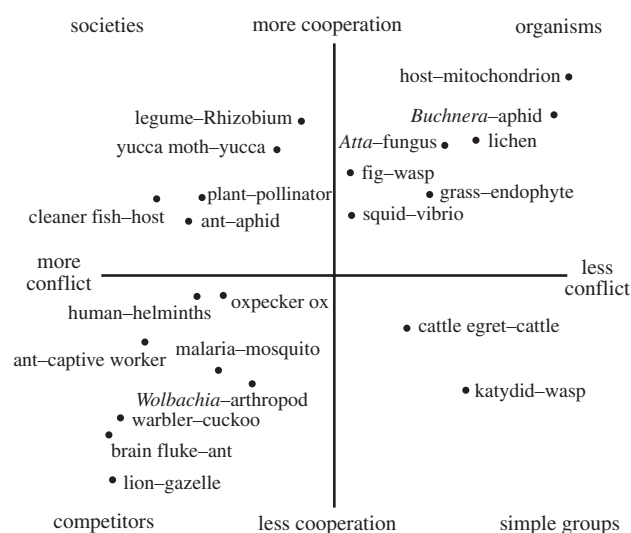 societies more cooperation organisms
host–mitochondrion
legume–Rhizobium
Buchnera–aphid
yucca moth–yucca
Atta–fungus
lichen
fig–wasp
plant–pollinator
grass–endophyte
cleaner fish–host
ant–aphid
squid–vibrio
more
conflict
less
conflict
human–helminths
oxpecker ox
cattle egret–cattle
ant–captive worker
malaria–mosquito
Wolbachia–arthropod
katydid–wasp
warbler–cuckoo
brain fluke–ant
lion–gazelle
competitors less cooperation simple groups